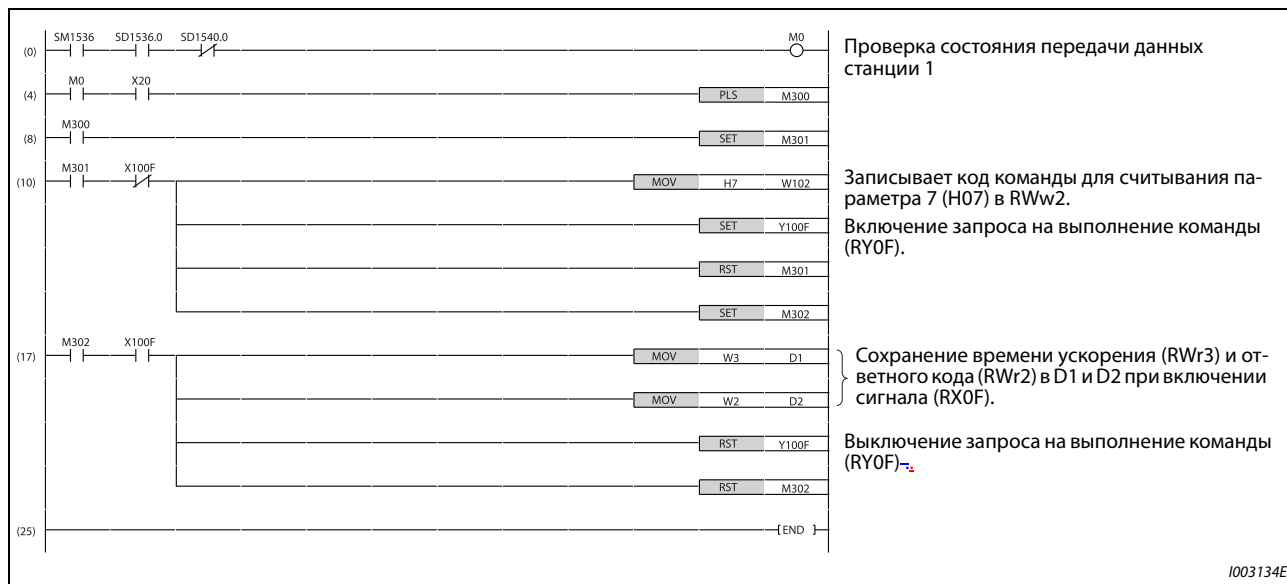 SM1536 SD1536.0 SD1540.0 M0
(0)
Проверка состояния передачи данных
станции 1
M0 X20
(4) PLS M300
M300
(8) SET M301
M301 X100F
(10) MOV H7 W102
Записывает код команды для считывания па-
раметра 7 (H07) в RWw2.
SET Y100F
Включение запроса на выполнение команды
(RY0F).
RST M301
SET M302
M302 X100F
(17) MOV W3 D1
Сохранение времени ускорения (RWr3) и от-
ветного кода (RWr2) в D1 и D2 при включении
сигнала (RX0F).
MOV W2 D2
RST Y100F
Выключение запроса на выполнение команды
(RY0F).
RST M302
(25) END
I003134E